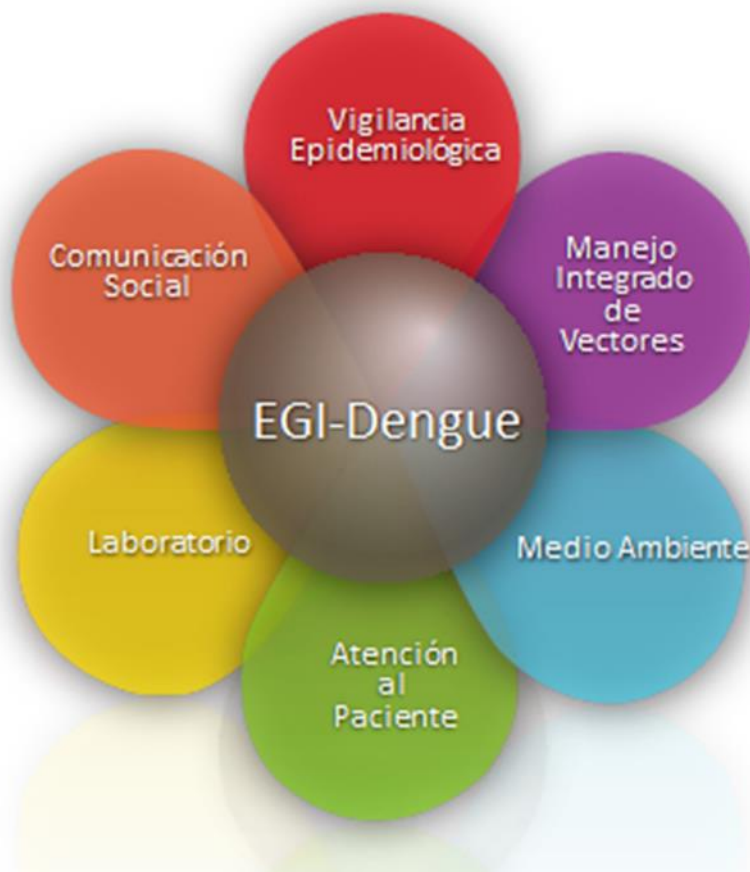 Vigilancia
Epidemiológica
Comunicación
Social
Manejo
Integrado
de
Vectores
EGI-Dengue
Laboratorio
Medio Ambiente
Atención
al
Paciente